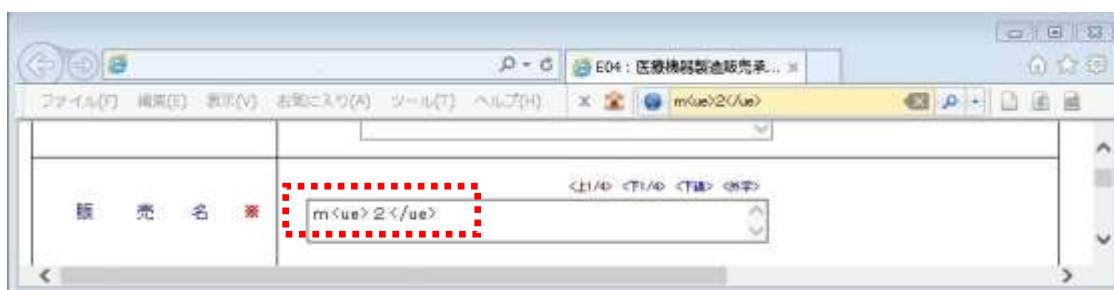 E04：医療機器製造販売承... ×
ファイル(F) 編集(E) 表示(V) お気に入り(A) ツール(T) ヘルプ(H) × m<ue>2</ue>
<上1/4> <下1/4> <下線> <外字>
販 売 名 ※
m<ue>2</ue>